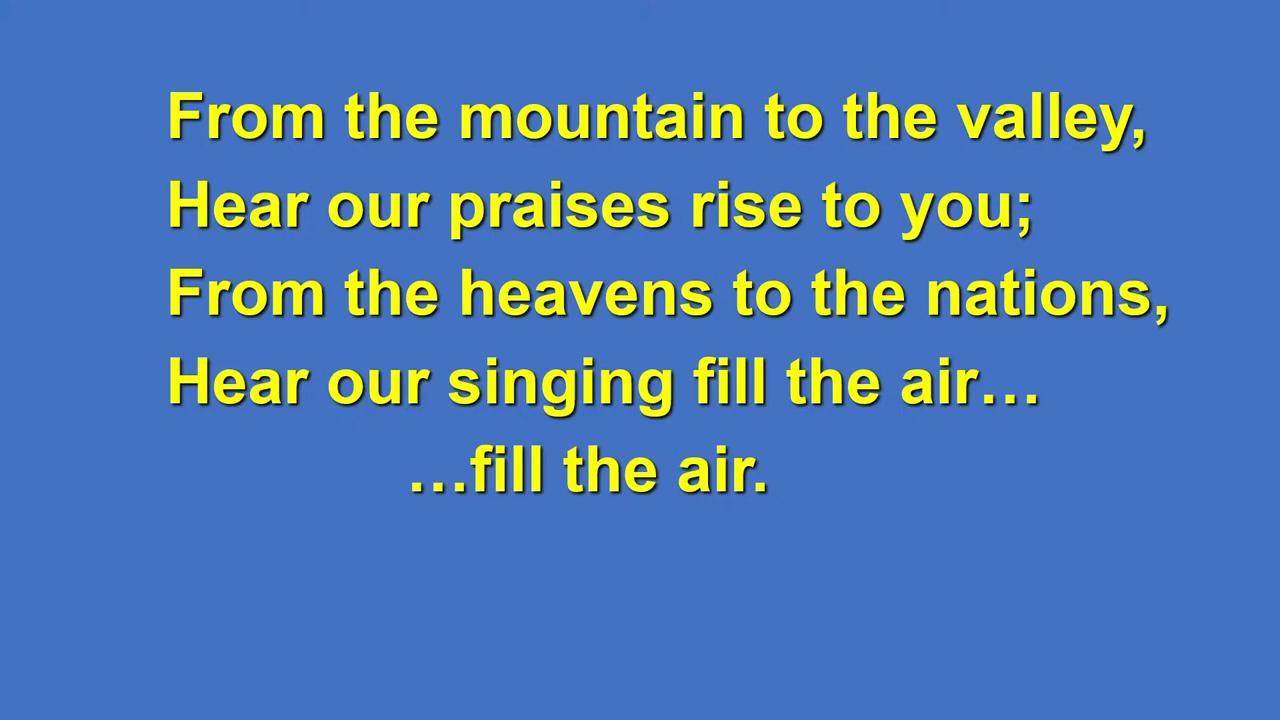 From the mountain to the valley,
Hear our praises rise to you;
From the heavens to the nations,
Hear our singing fill the air…
…fill the air.